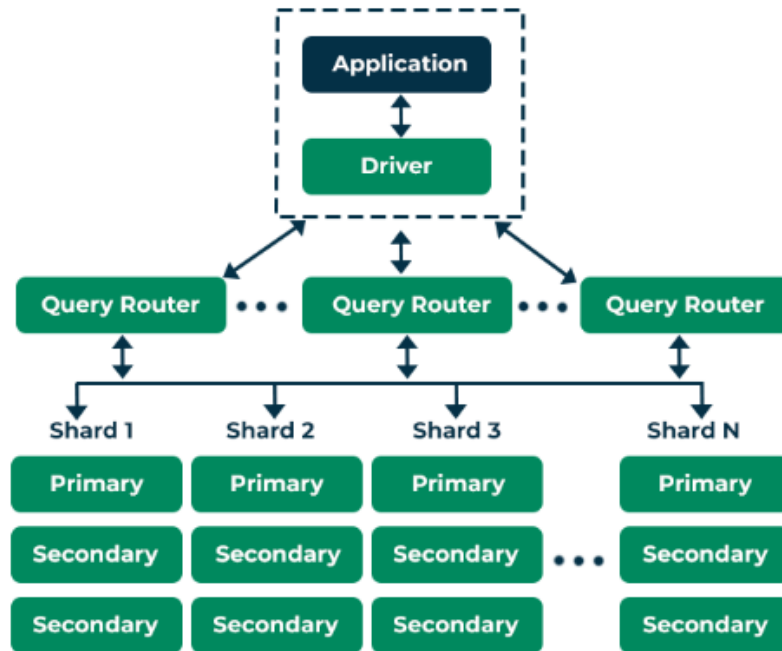 Application
Driver
Query Router Query Router Query Router
Shard 1 Shard 2 Shard 3 Shard N
Primary Primary Primary Primary
Secondary Secondary Secondary Secondary
Secondary Secondary Secondary Secondary